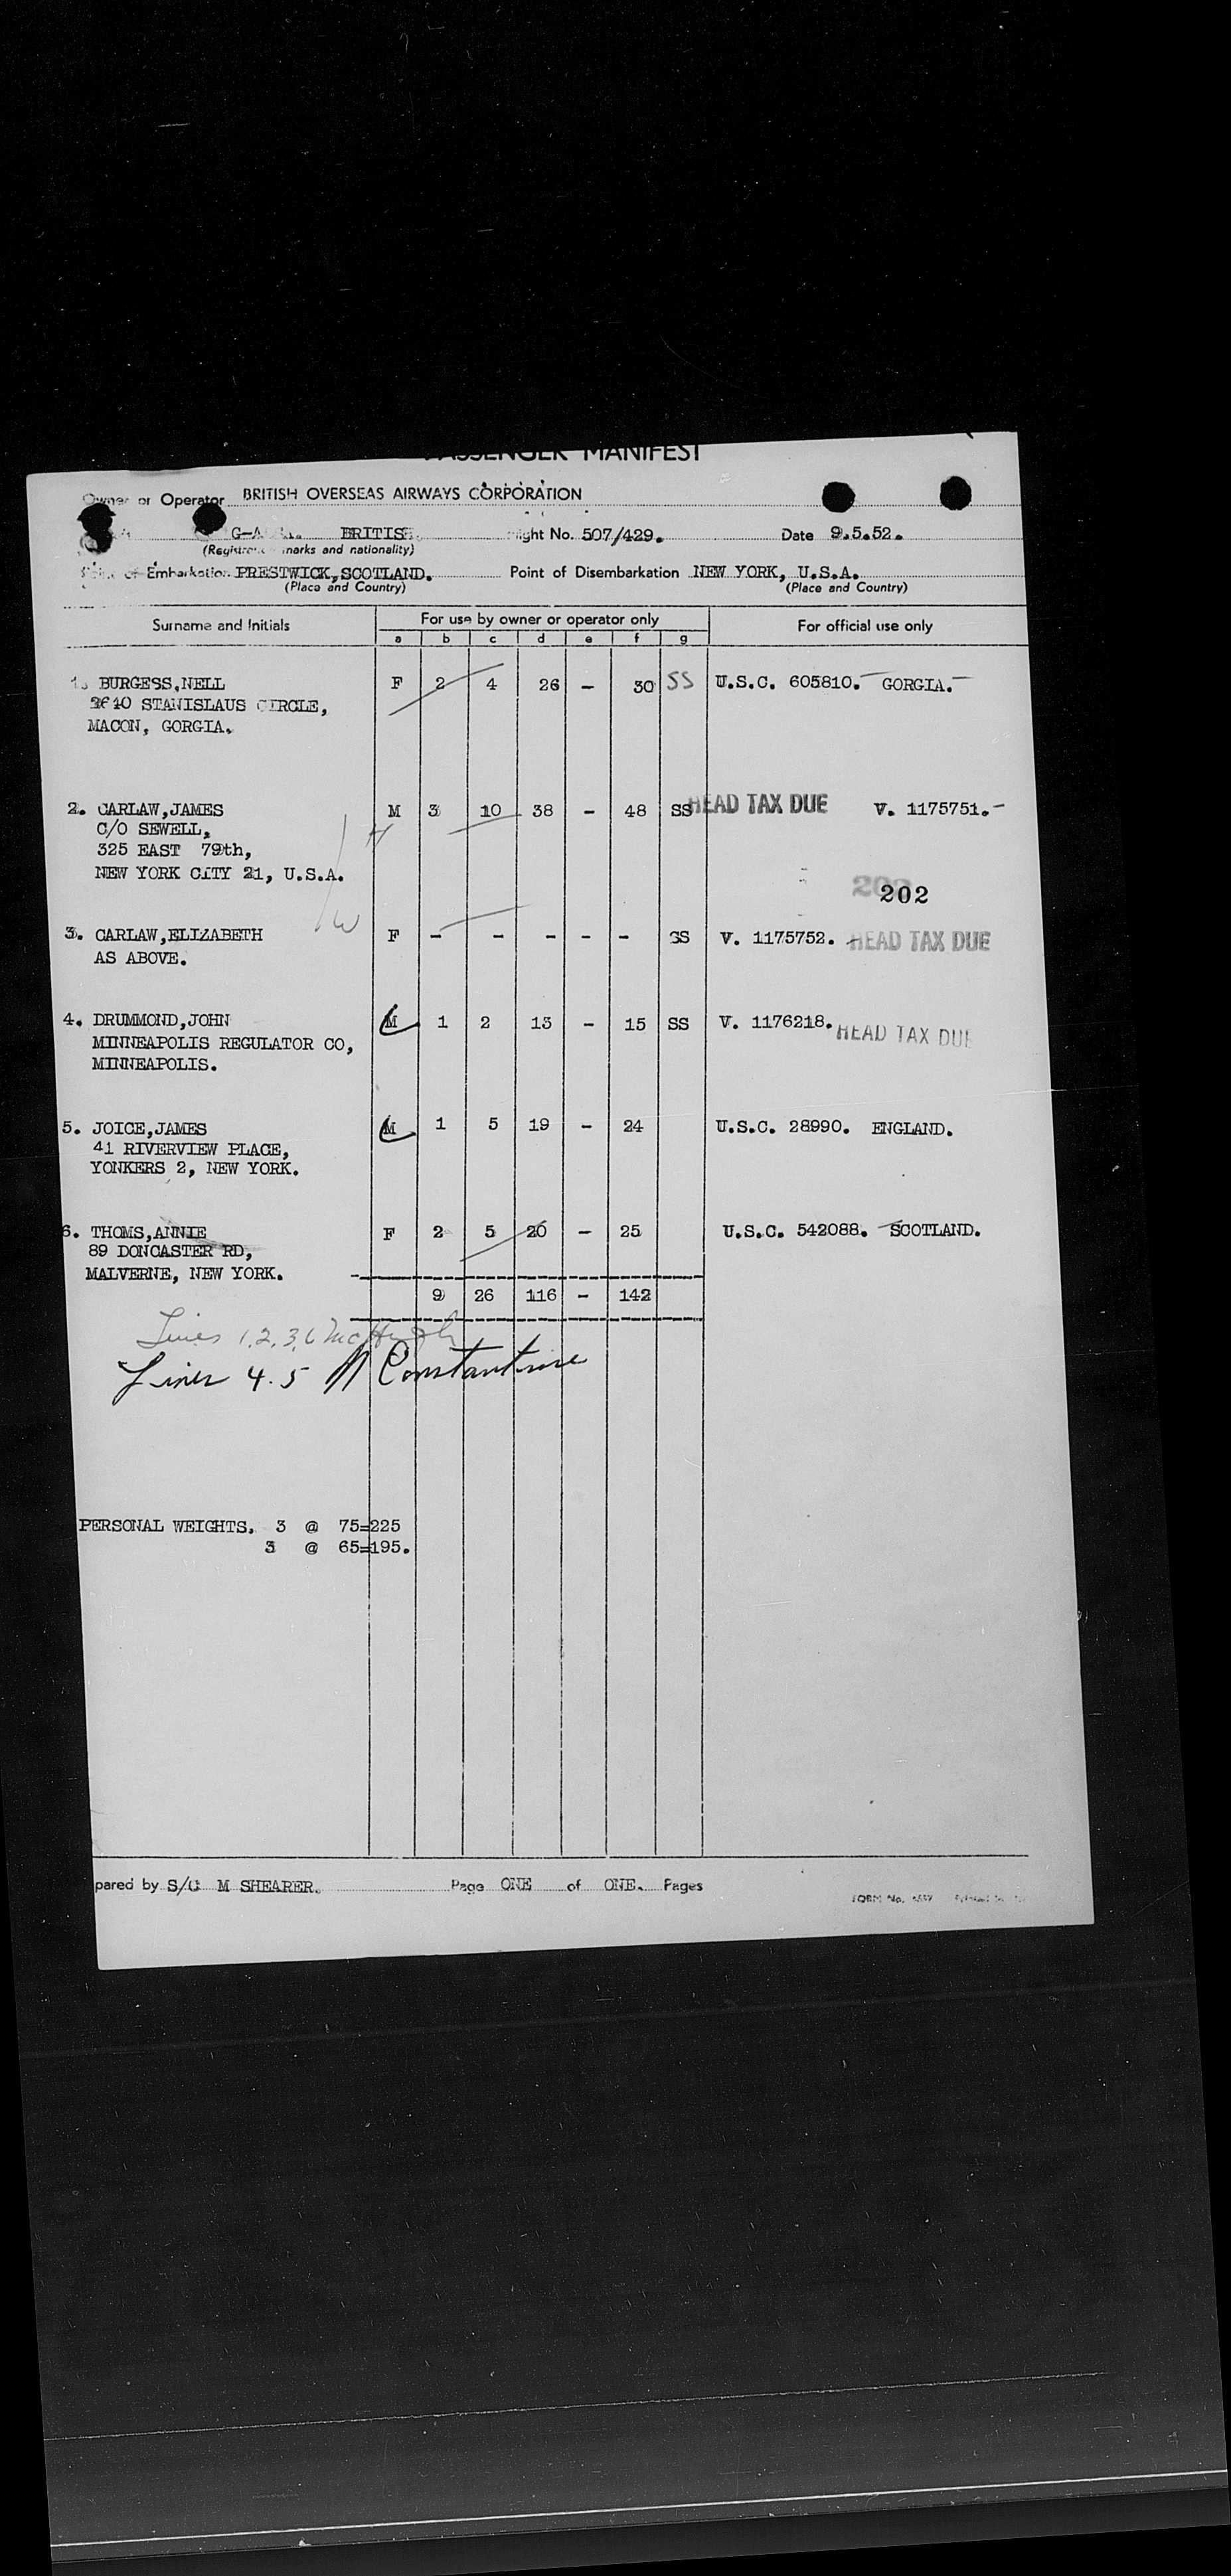 PASSENGER MANIFEST
Owner or Operator BRITISH OVERSEAS AIRWAYS CORPORATION
BRITISH Flight No. 507/429. Date 9.5.52.
(Registration marks and nationality)
Point of Embarkation PRESTWICK, SCOTLAND. Point of Disembarkation NEW YORK, U.S.A.
(Place and Country) (Place and Country)
Surname and Initials For use by owner or operator only For official use only
a b c d e f g
1. BURGESS, NELL F 2 4 26 - 30 SS U.S.C. 605810. GORGIA.
STANISLAUS CIRCLE,
MACON, GORGIA.
2. CARLAW, JAMES M 3 10 38 - 48 SS HEAD TAX DUE V. 1175751.-
C/O SEWELL,
325 EAST 79th, H
NEW YORK CITY 21, U.S.A.
202
W
3. CARLAW, ELIZABETH F - - - - - SS V. 1175752. HEAD TAX DUE
AS ABOVE.
4. DRUMMOND, JOHN M 1 2 13 - 15 SS V. 1176218. HEAD TAX DUE
MINNEAPOLIS REGULATOR CO,
MINNEAPOLIS.
5. JOICE, JAMES M 1 5 19 - 24 U.S.C. 28990. ENGLAND.
41 RIVERVIEW PLACE,
YONKERS 2, NEW YORK.
6. THOMS, ANNIE F 2 5 20 - 25 U.S.C. 542088. SCOTLAND.
89 DONCASTER RD,
MALVERNE, NEW YORK.
9 26 116 - 142
Lines 1, 2, 3, 6 McHugh
Lines 4.5 M Constantine
PERSONAL WEIGHTS. 3 @ 75=225
3 @ 65=195.
pared by S/C M SHEARER. Page ONE of ONE. Pages
FORM No.